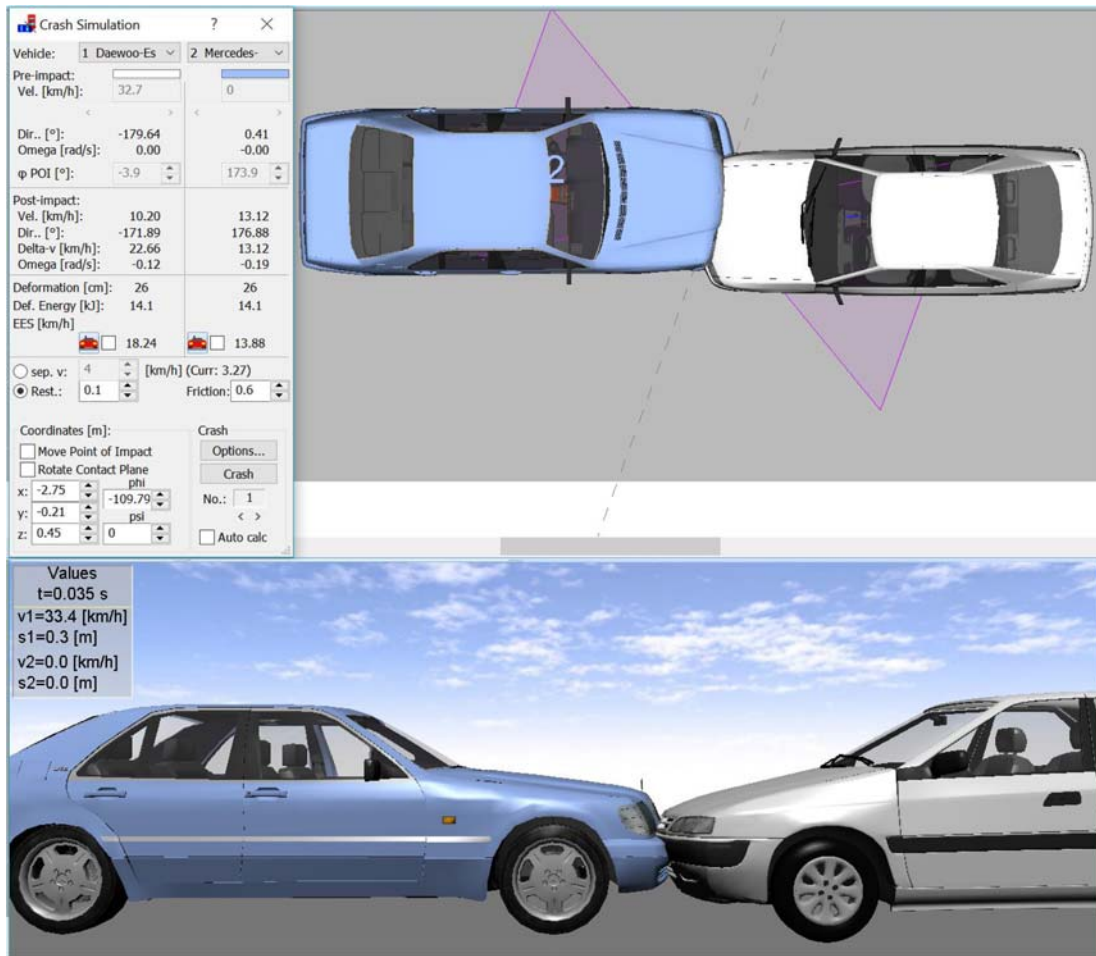 Crash Simulation ? ×
Vehicle: 1 Daewoo-Es 2 Mercedes-
Pre-impact:
Vel. [km/h]: 32.7 0
< > < >
Dir.. [°]: -179.64 0.41
Omega [rad/s]: 0.00 -0.00
φ POI [°]: -3.9 173.9
Post-impact:
Vel. [km/h]: 10.20 13.12
Dir.. [°]: -171.89 176.88
Delta-v [km/h]: 22.66 13.12
Omega [rad/s]: -0.12 -0.19
Deformation [cm]: 26 26
Def. Energy [kJ]: 14.1 14.1
EES [km/h]
18.24 13.88
sep. v: 4 [km/h] (Curr: 3.27)
Rest.: 0.1 Friction: 0.6
Coordinates [m]: Crash
Move Point of Impact Options...
Rotate Contact Plane Crash
phi
x: -2.75 -109.79 No.: 1
y: -0.21 psi < >
z: 0.45 0 Auto calc
2
Values
t=0.035 s
v1=33.4 [km/h]
s1=0.3 [m]
v2=0.0 [km/h]
s2=0.0 [m]